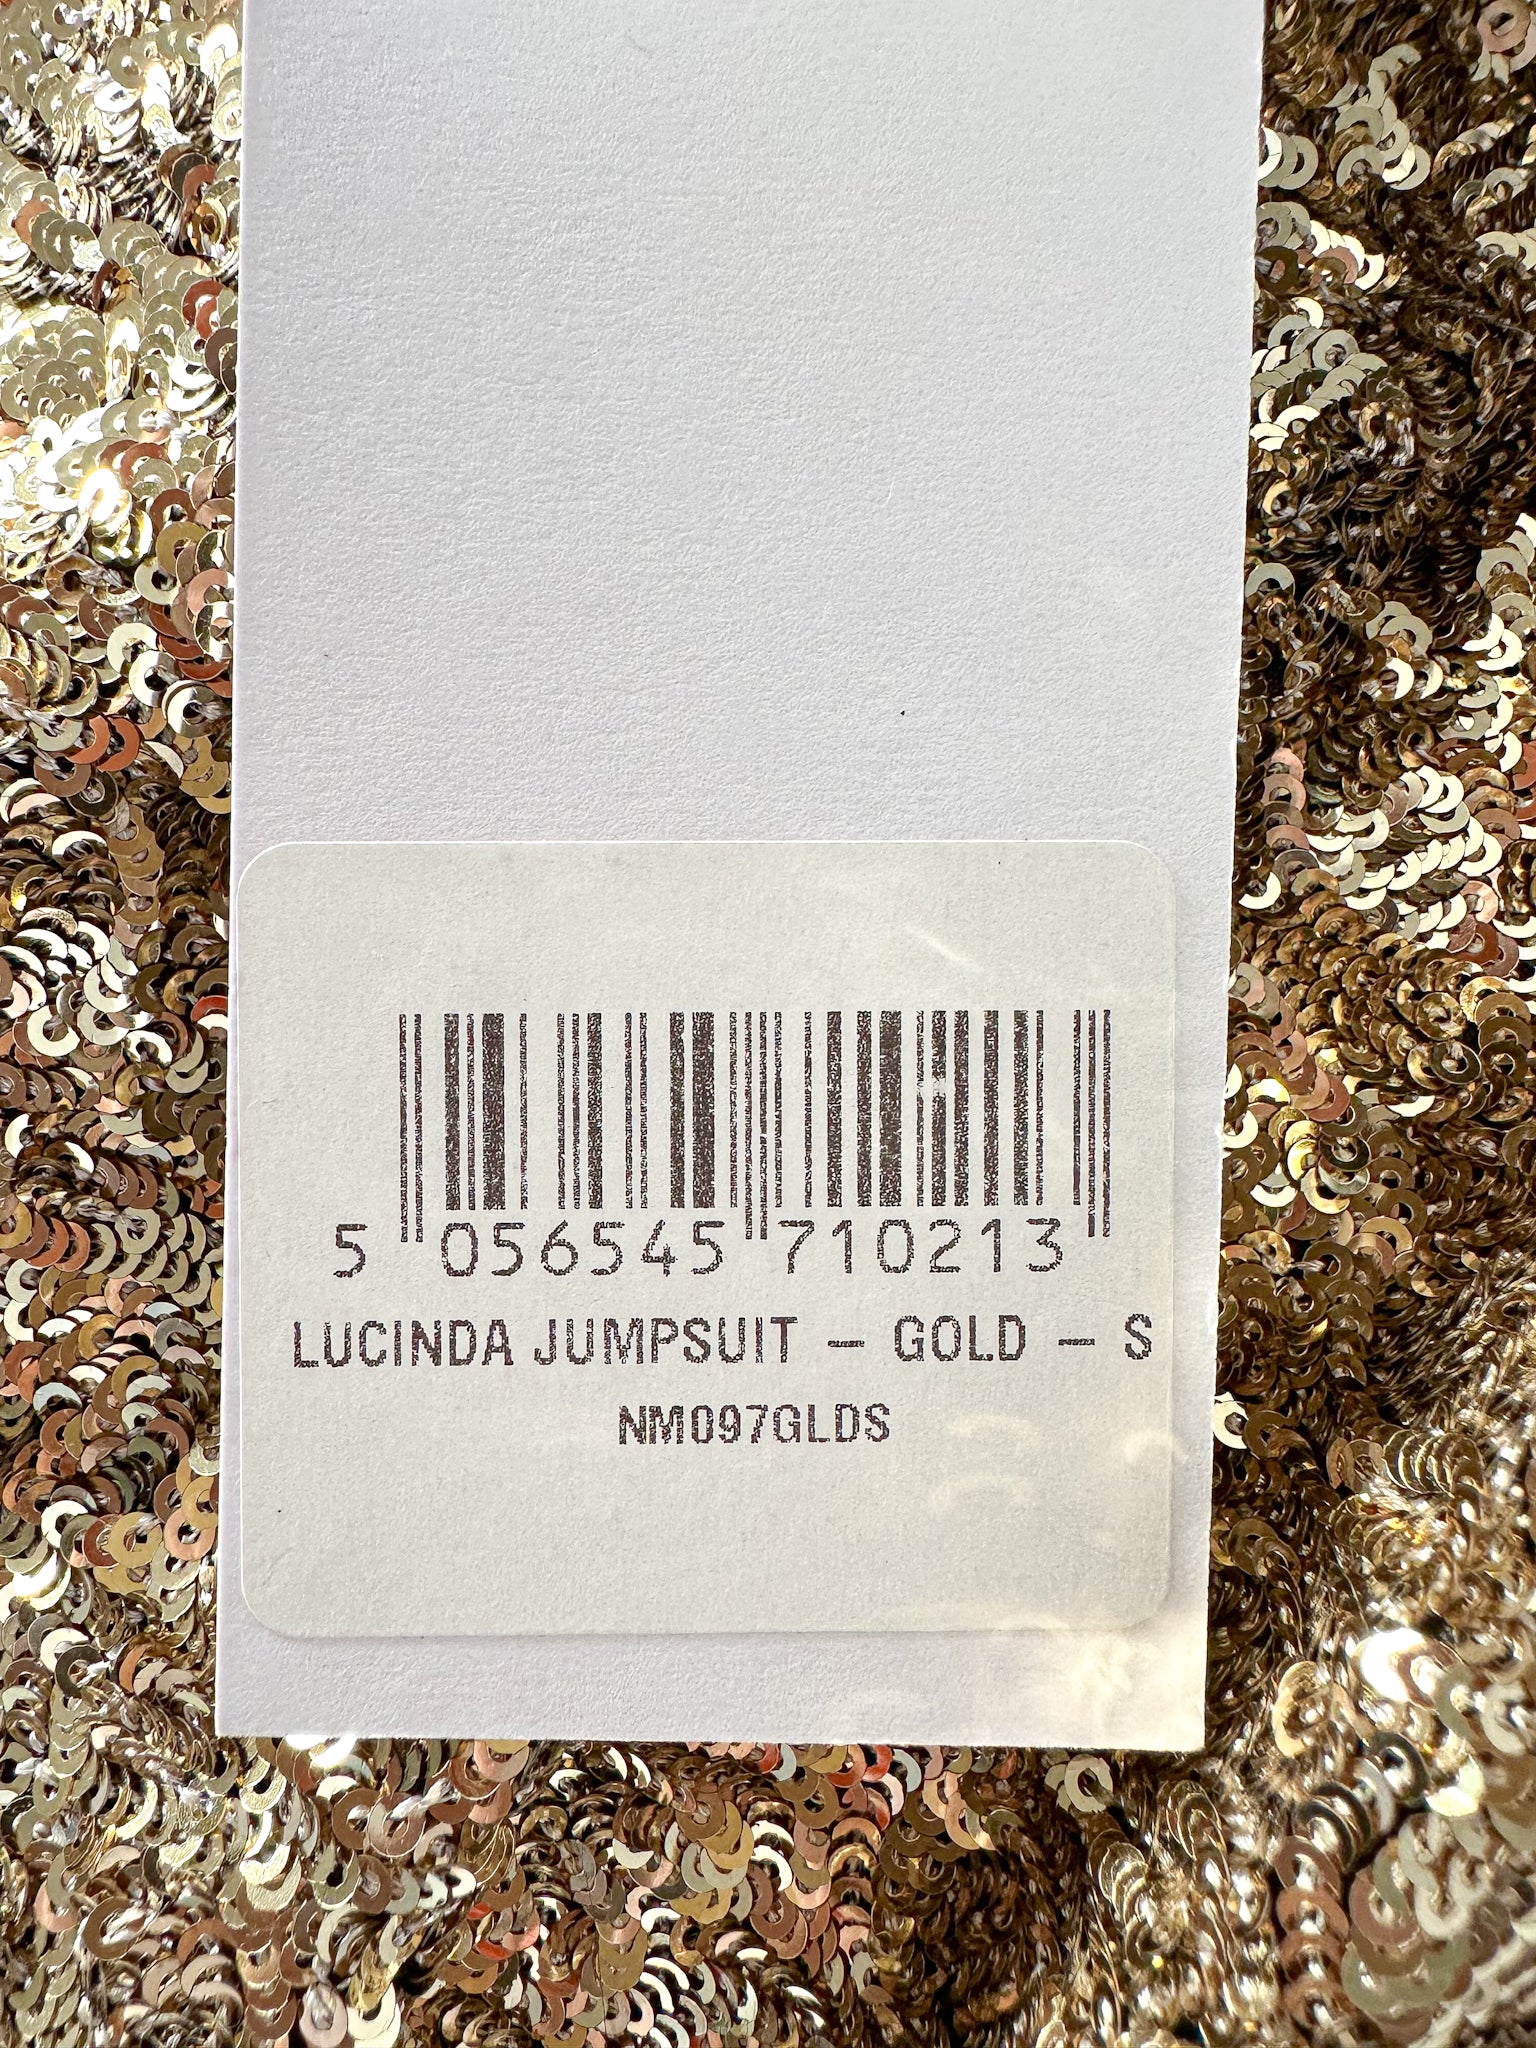 5 056545 710213
LUCINDA JUMPSUIT - GOLD - S
NM097GLDS